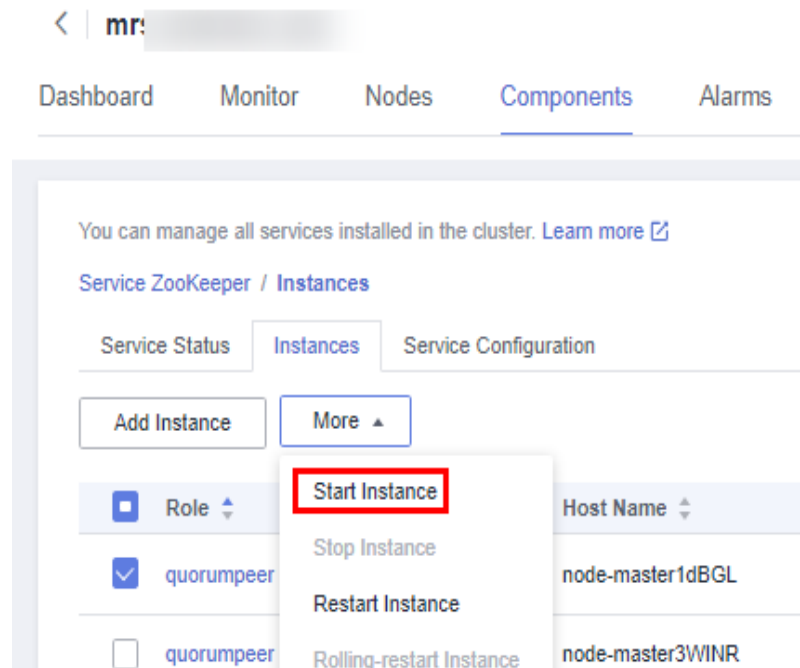 mrs
Dashboard Monitor Nodes Components Alarms
You can manage all services installed in the cluster. Learn more
Service ZooKeeper / Instances
Service Status Instances Service Configuration
Add Instance More
Start Instance
Role Host Name
Stop Instance
quorumpeer node-master1dBGL
Restart Instance
quorumpeer node-master3WINR
Rolling-restart Instance